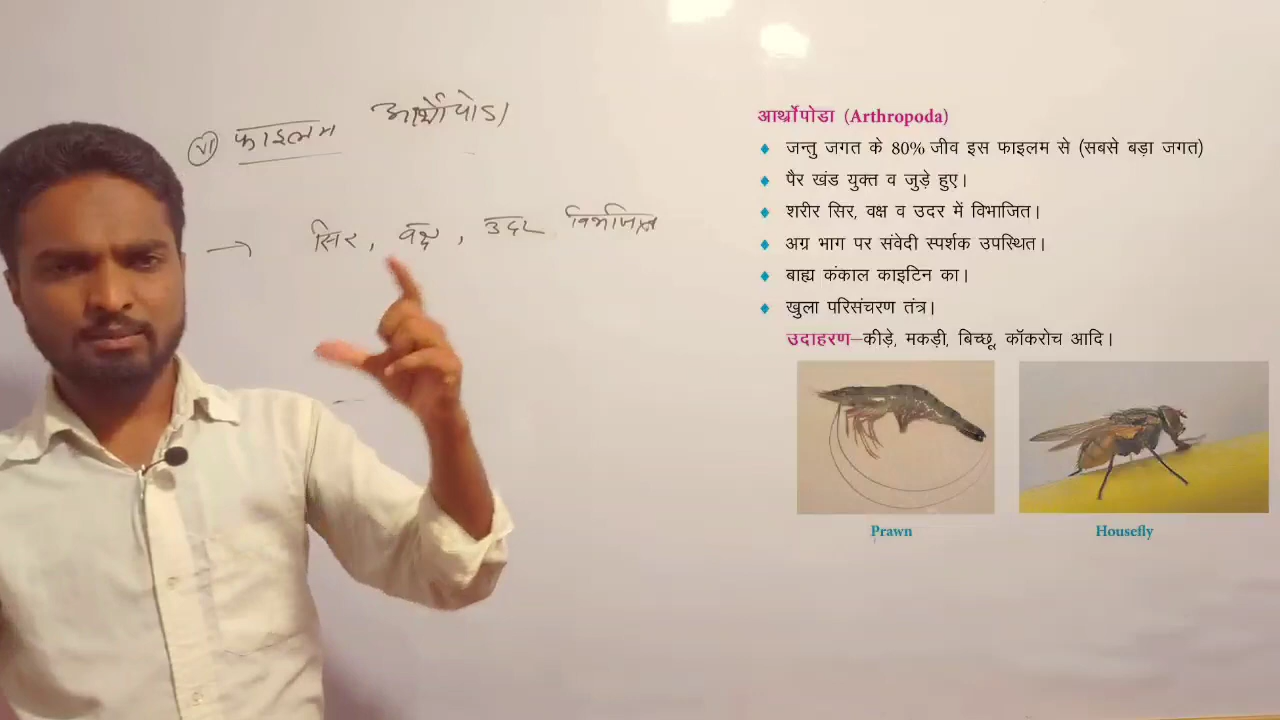 (vi) फाइलम आर्थोपोडा
→ सिर, वक्ष, उदर विभाजित
आर्थ्रोपोडा (Arthropoda)
♦ जन्तु जगत के 80% जीव इस फाइलम से (सबसे बड़ा जगत)
♦ पैर खंड युक्त व जुड़े हुए।
♦ शरीर सिर, वक्ष व उदर में विभाजित।
♦ अग्र भाग पर संवेदी स्पर्शक उपस्थित।
♦ बाह्य कंकाल काइटिन का।
♦ खुला परिसंचरण तंत्र।
उदाहरण–कीड़े, मकड़ी, बिच्छू, कॉकरोच आदि।
Prawn
Housefly